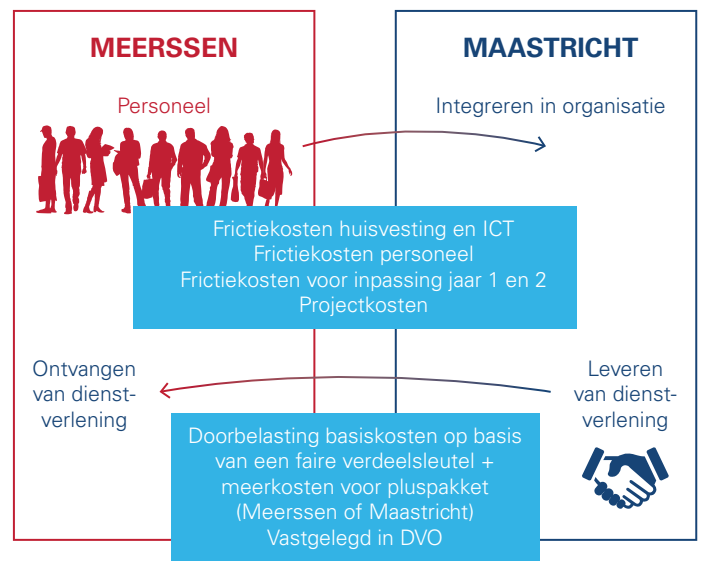 MEERSSEN
MAASTRICHT
Personeel
Integreren in organisatie
Frictiekosten huisvesting en ICT
Frictiekosten personeel
Frictiekosten voor inpassing jaar 1 en 2
Projectkosten
Ontvangen
van dienst-
verlening
Leveren
van dienst-
verlening
Doorbelasting basiskosten op basis
van een faire verdeelsleutel +
meerkosten voor pluspakket
(Meerssen of Maastricht)
Vastgelegd in DVO